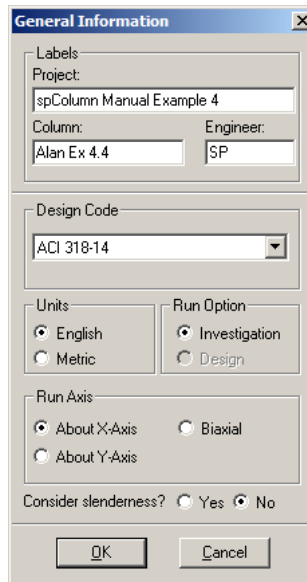 General Information
Labels
Project:
spColumn Manual Example 4
Column: Engineer:
Alan Ex 4.4 SP
Design Code
ACI 318-14
Units Run Option
English Investigation
Metric Design
Run Axis
About X-Axis Biaxial
About Y-Axis
Consider slenderness? Yes No
OK Cancel